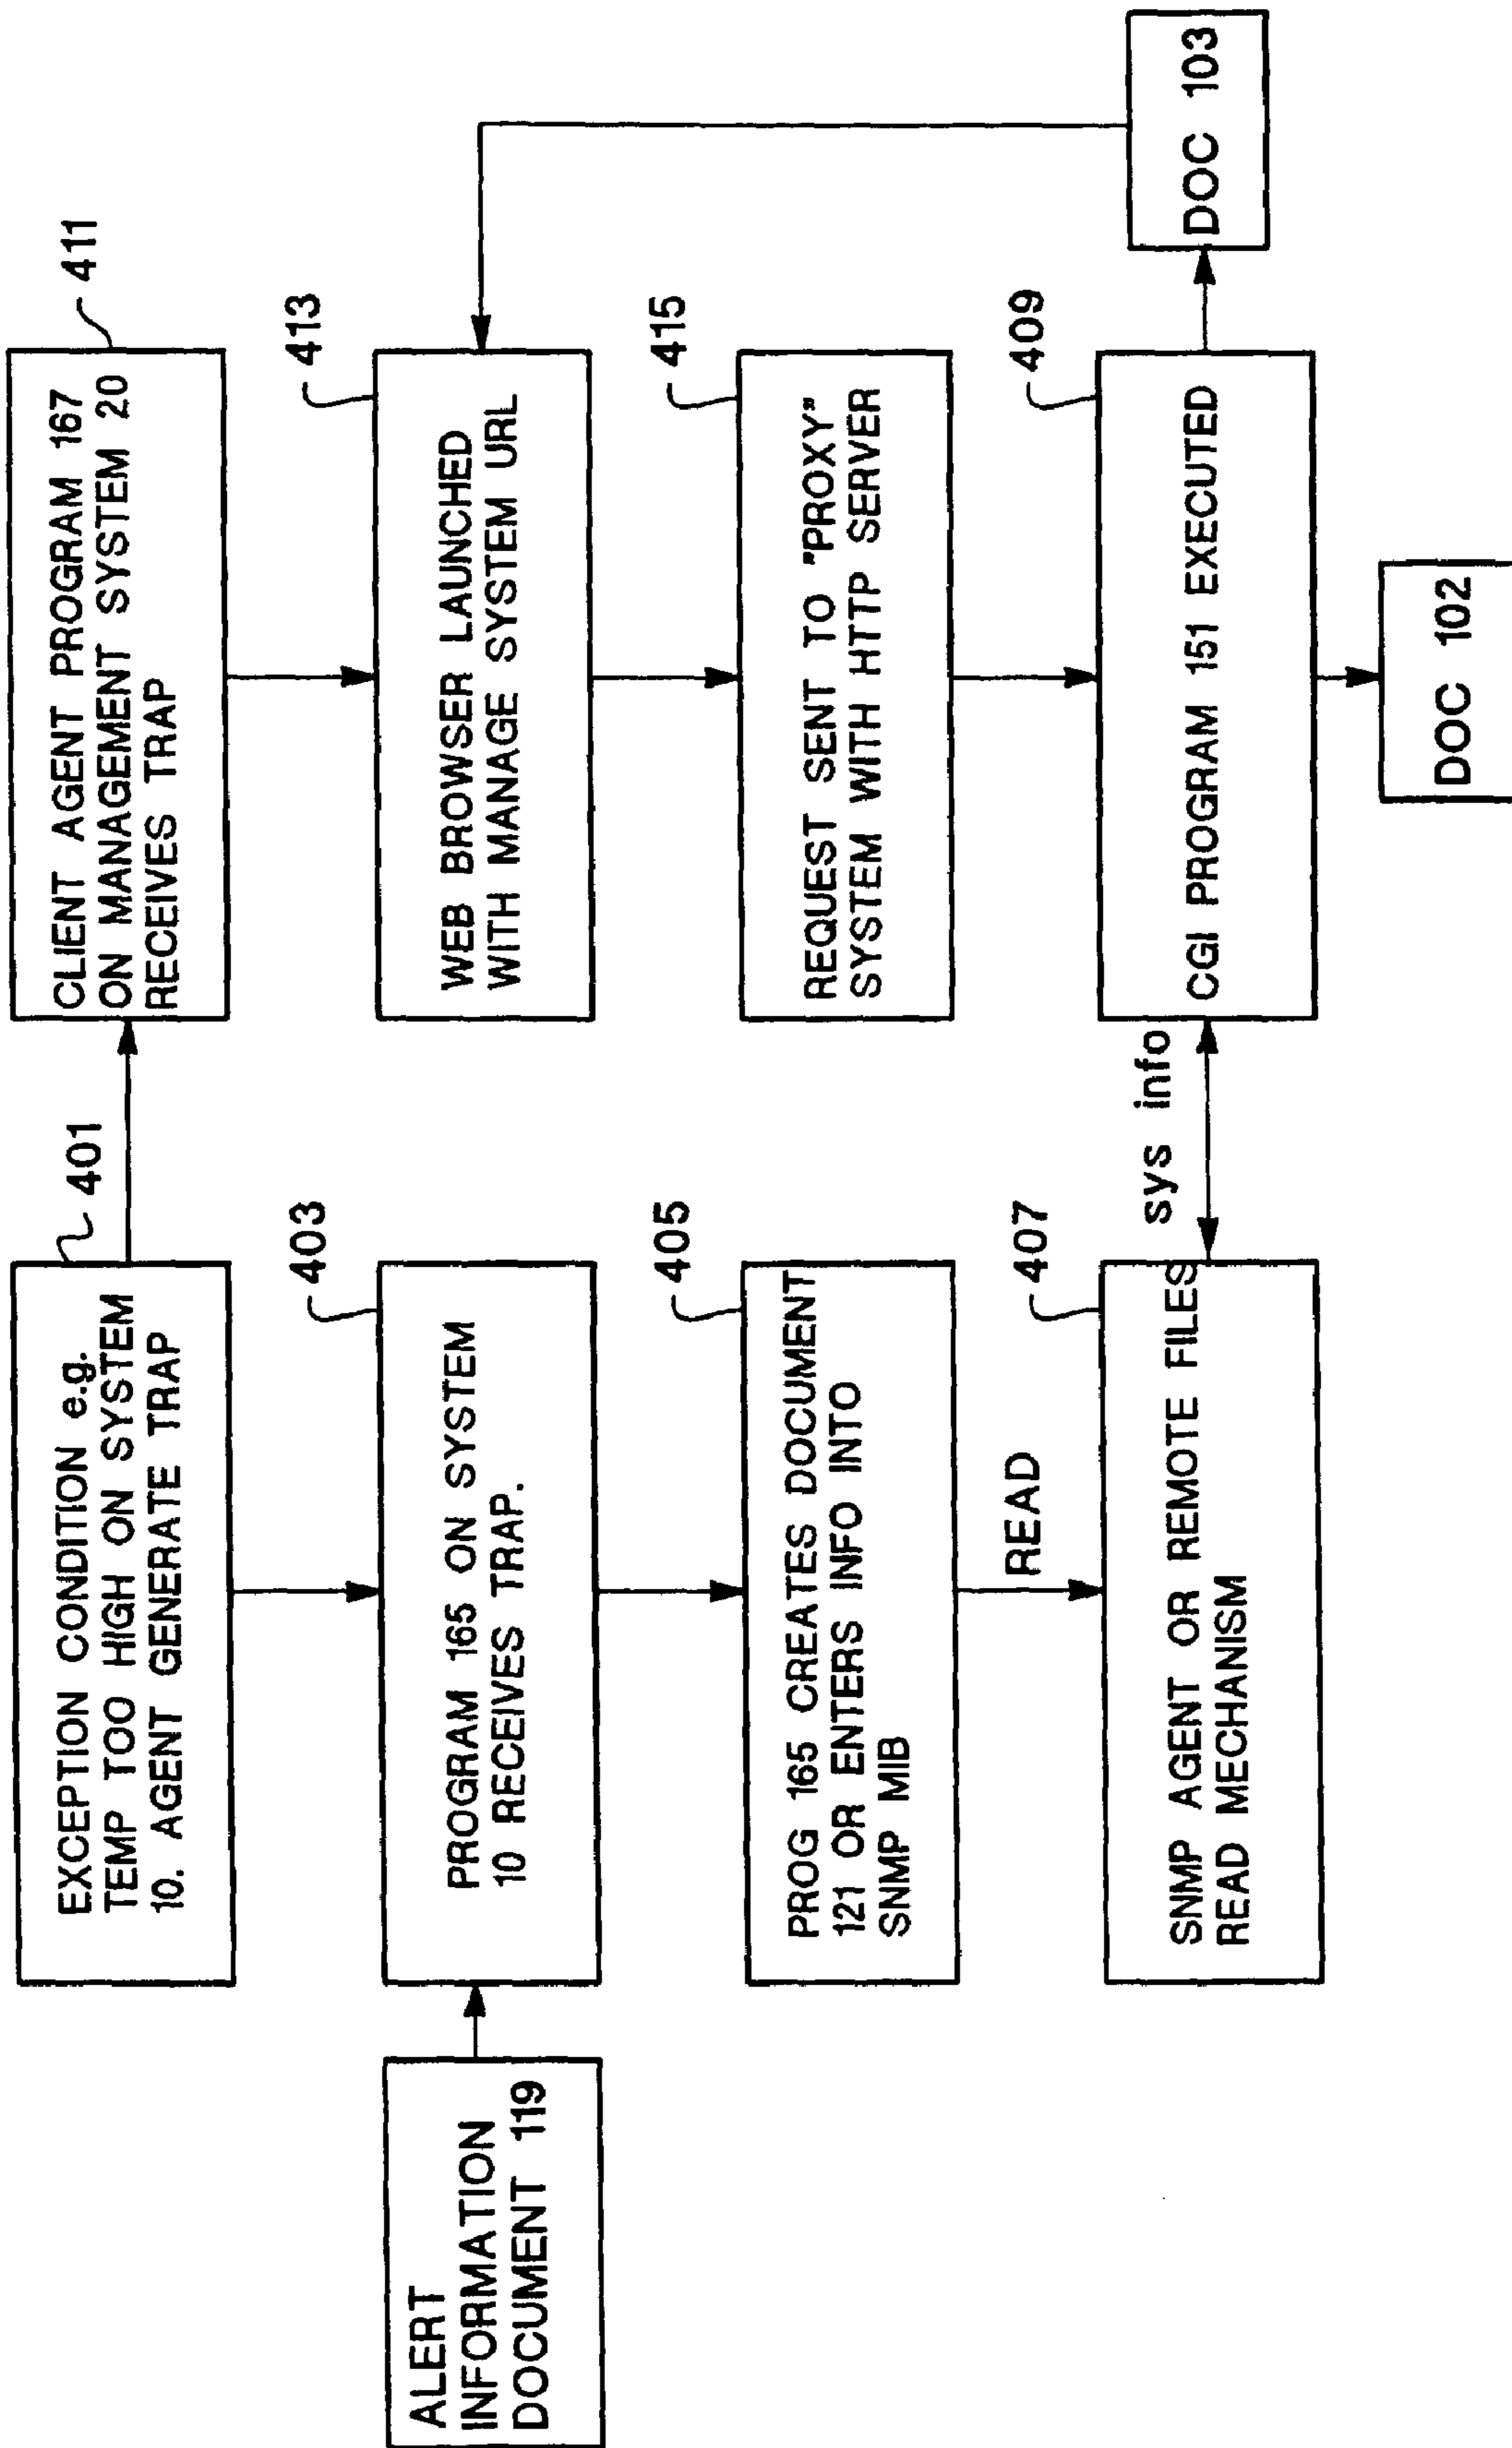 EXCEPTION CONDITION e.g.
TEMP TOO HIGH ON SYSTEM
10. AGENT GENERATE TRAP
401
CLIENT AGENT PROGRAM 167
ON MANAGEMENT SYSTEM 20
RECEIVES TRAP
411
ALERT
INFORMATION
DOCUMENT 119
PROGRAM 165 ON SYSTEM
10 RECEIVES TRAP.
403
WEB BROWSER LAUNCHED
WITH MANAGE SYSTEM URL
413
PROG 165 CREATES DOCUMENT
121 OR ENTERS INFO INTO
SNMP MIB
405
REQUEST SENT TO "PROXY"
SYSTEM WITH HTTP SERVER
415
READ
SNMP AGENT OR REMOTE FILES
READ MECHANISM
407
sys info
CGI PROGRAM 151 EXECUTED
409
DOC 103
DOC 102